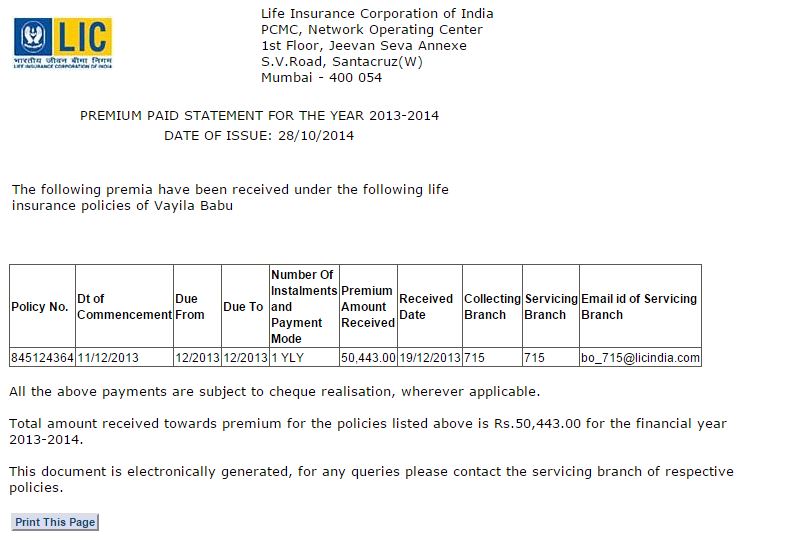 Life Insurance Corporation of India
PCMC, Network Operating Center
1st Floor, Jeevan Seva Annexe
S.V.Road, Santacruz(W)
Mumbai - 400 054
LIC
भारतीय जीवन बीमा निगम
LIFE INSURANCE CORPORATION OF INDIA
PREMIUM PAID STATEMENT FOR THE YEAR 2013-2014
DATE OF ISSUE: 28/10/2014
The following premia have been received under the following life
insurance policies of Vayila Babu
Policy No. Dt of Commencement Due From Due To Number Of Instalments and Payment Mode Premium Amount Received Received Date Collecting Branch Servicing Branch Email id of Servicing Branch
845124364 11/12/2013 12/2013 12/2013 1 YLY 50,443.00 19/12/2013 715 715 bo_715@licindia.com
All the above payments are subject to cheque realisation, wherever applicable.
Total amount received towards premium for the policies listed above is Rs.50,443.00 for the financial year
2013-2014.
This document is electronically generated, for any queries please contact the servicing branch of respective
policies.
Print This Page